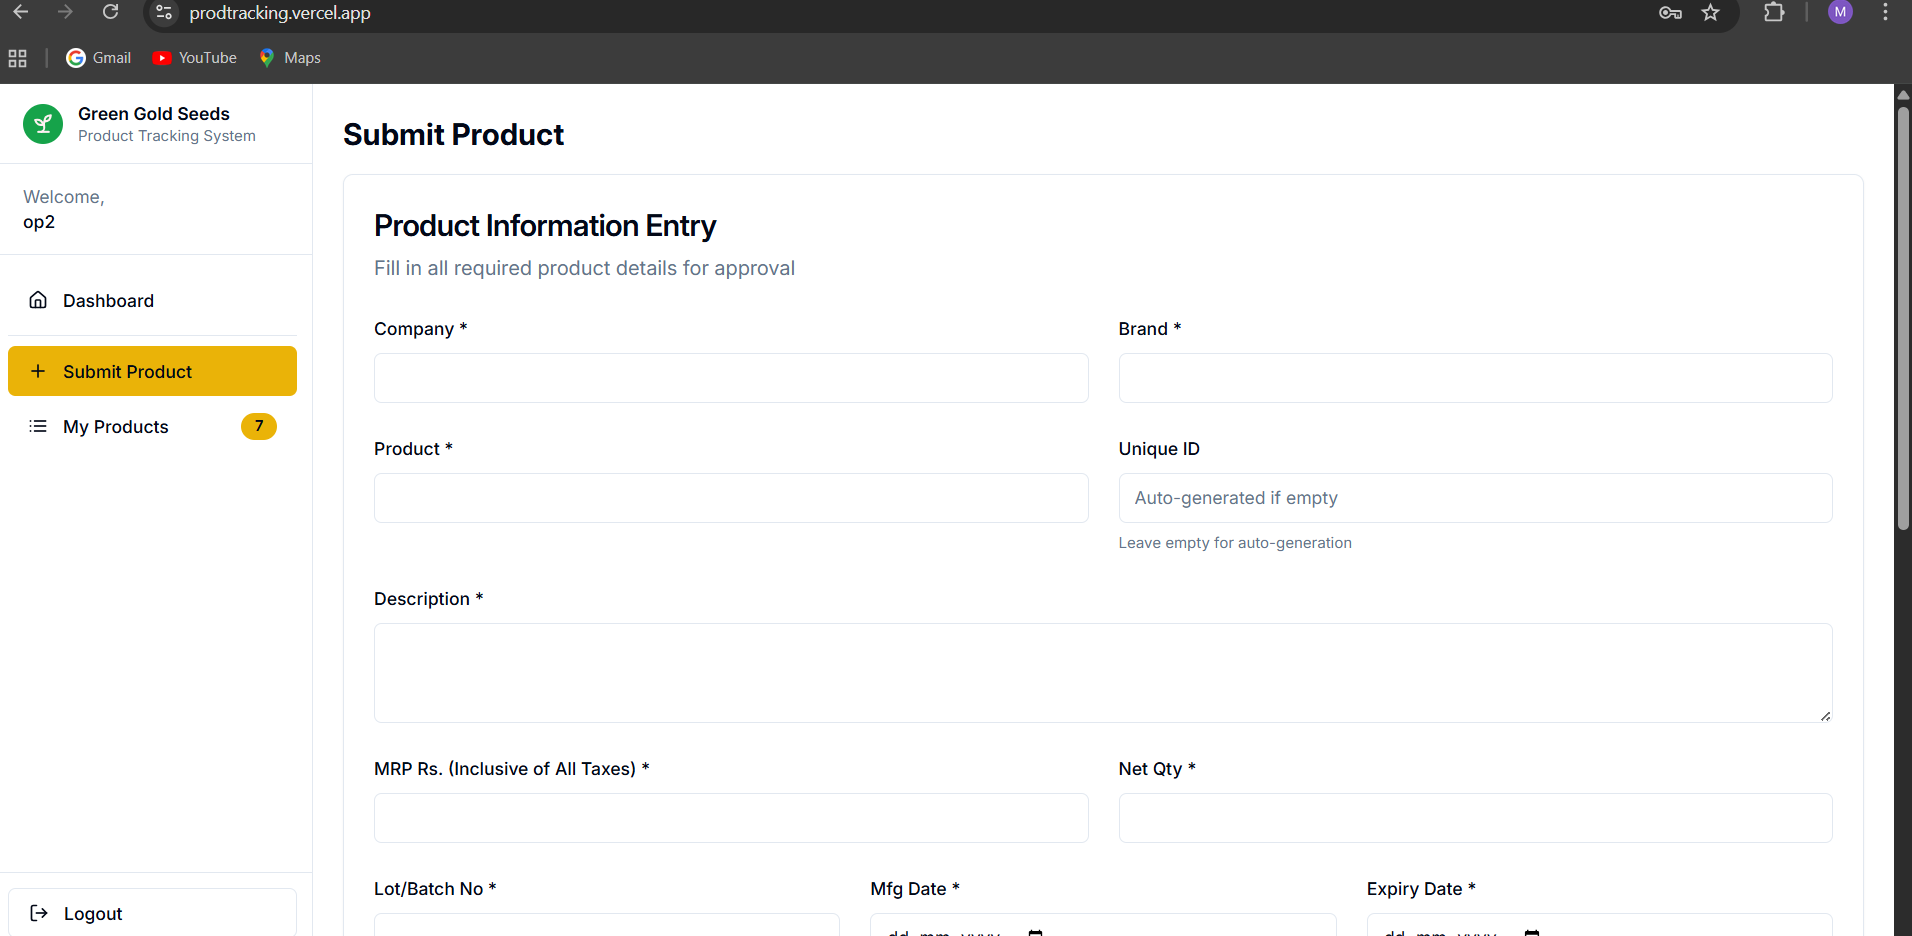 prodtracking.vercel.app
M
Gmail
YouTube
Maps
Green Gold Seeds
Product Tracking System
Welcome,
op2
Dashboard
Submit Product
My Products
7
Logout
Submit Product
Product Information Entry
Fill in all required product details for approval
Company *
Brand *
Product *
Unique ID
Auto-generated if empty
Leave empty for auto-generation
Description *
MRP Rs. (Inclusive of All Taxes) *
Net Qty *
Lot/Batch No *
Mfg Date *
Expiry Date *